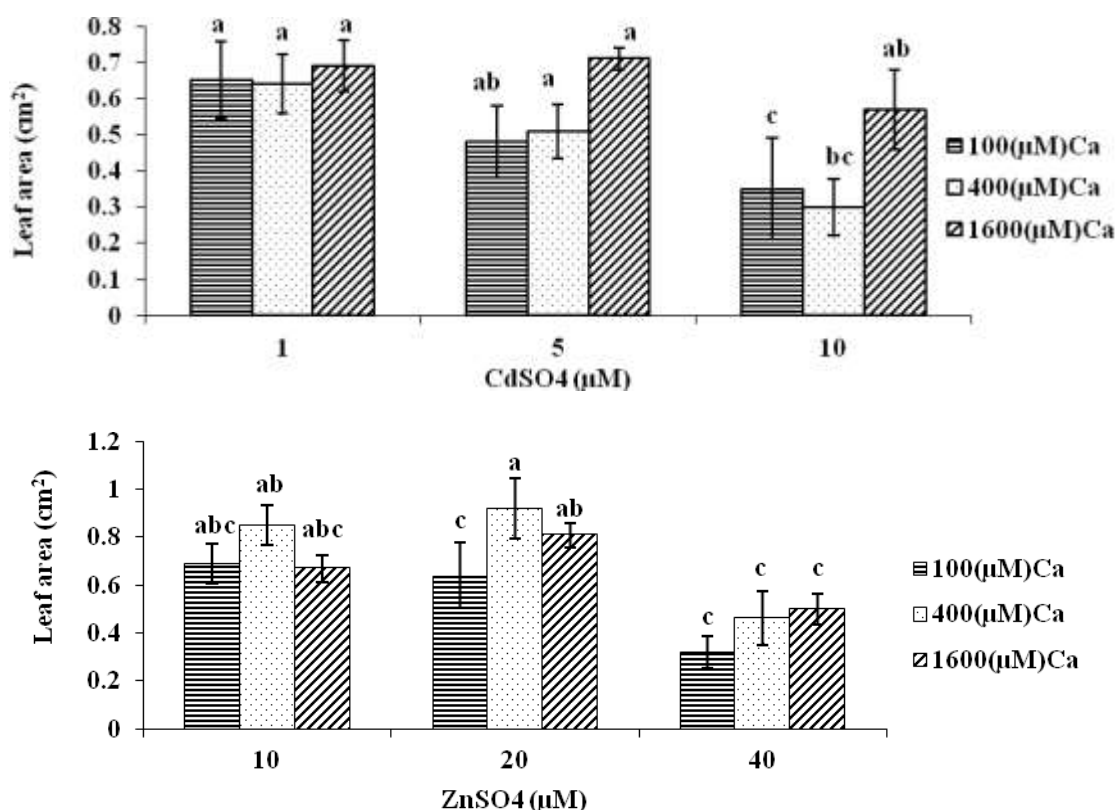 a a a
ab a a
c bc ab
Leaf area (cm²)
0.8
0.7
0.6
0.5
0.4
0.3
0.2
0.1
0
1 5 10
CdSO4 (μM)
100(μM)Ca
400(μM)Ca
1600(μM)Ca
Leaf area (cm²)
1.2
1
0.8
0.6
0.4
0.2
0
abc ab abc
c a ab
c c c
10 20 40
ZnSO4 (μM)
100(μM)Ca
400(μM)Ca
1600(μM)Ca